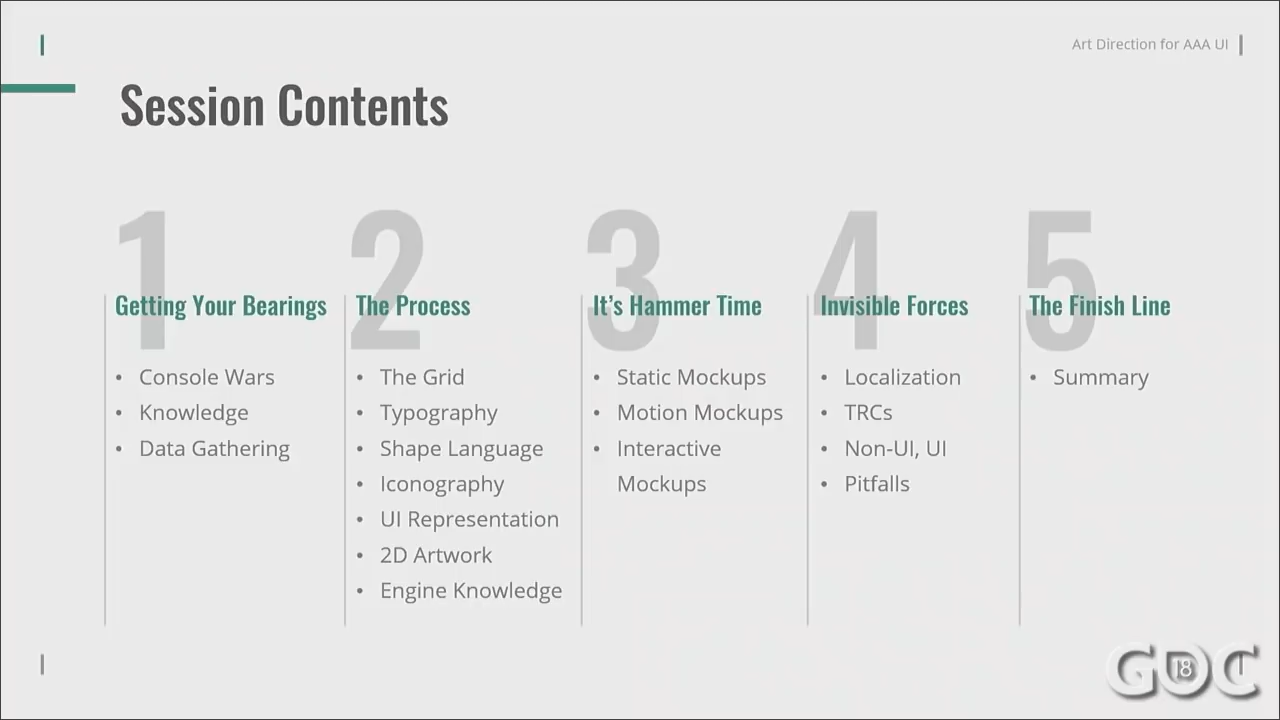 Art Direction for AAA UI
Session Contents
1
Getting Your Bearings
• Console Wars
• Knowledge
• Data Gathering
2
The Process
• The Grid
• Typography
• Shape Language
• Iconography
• UI Representation
• 2D Artwork
• Engine Knowledge
3
It's Hammer Time
• Static Mockups
• Motion Mockups
• Interactive
Mockups
4
Invisible Forces
• Localization
• TRCs
• Non-UI, UI
• Pitfalls
5
The Finish Line
• Summary
GDC
18